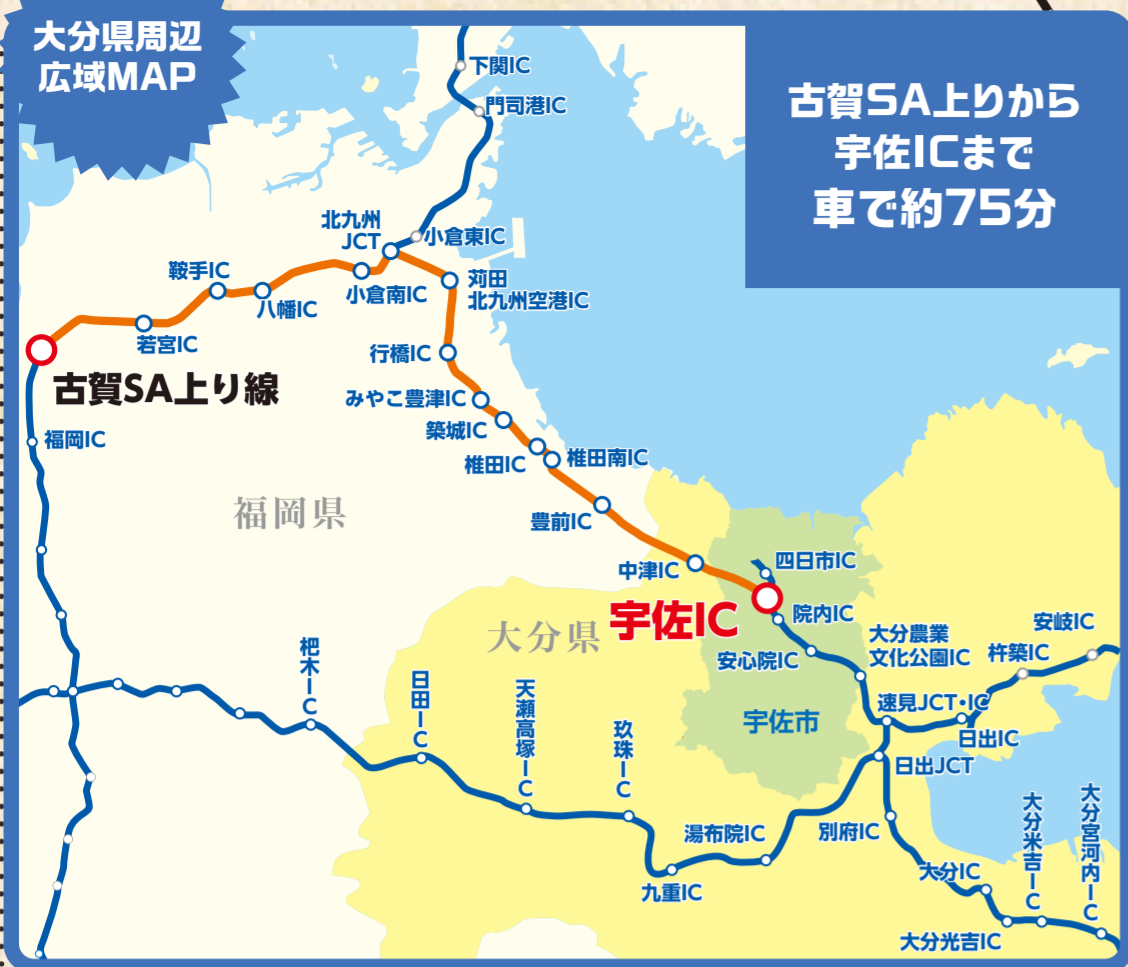 大分県周辺
広域MAP
古賀SA上りから
宇佐ICまで
車で約75分
下関IC
門司港IC
北九州
JCT
小倉東IC
鞍手IC
八幡IC
小倉南IC
苅田
北九州空港IC
若宮IC
行橋IC
古賀SA上り線
みやこ豊津IC
築城IC
福岡IC
椎田IC
椎田南IC
福岡県
豊前IC
中津IC
四日市IC
宇佐IC
院内IC
大分県
安心院IC
大分農業
文化公園IC
安岐IC
杵築IC
杷木IC
日田IC
天瀬高塚IC
玖珠IC
宇佐市
速見JCT・IC
日出IC
日出JCT
湯布院IC
別府IC
九重IC
大分IC
大分米吉IC
大分宮河内IC
大分光吉IC